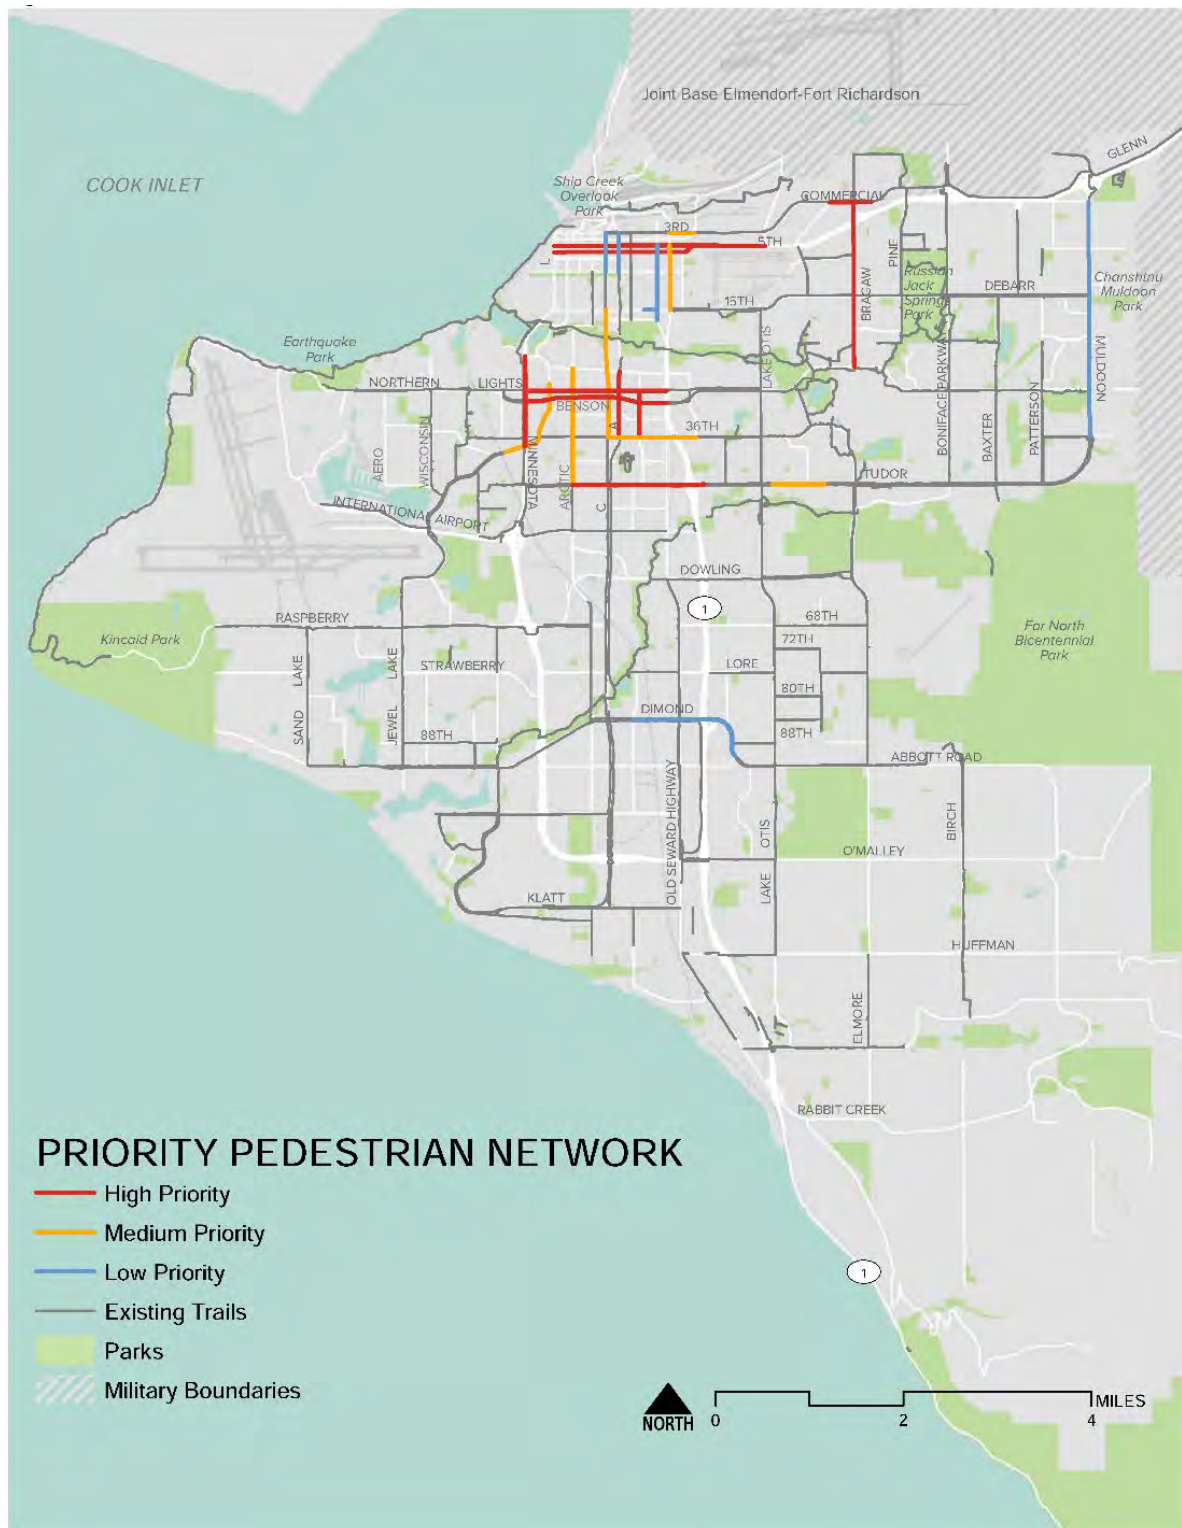 Joint Base Elmendorf-Fort Richardson
GLENN
COOK INLET
Ship Creek
Overlook
Park
COMMERCIAL
3RD
5TH
L
PINE
BRAGAW
Russian
Jack
Springs
Park
DEBARR
Chanshtnu
Muldoon
Park
15TH
LAKE OTIS
MULDOON
Earthquake
Park
NORTHERN
LIGHTS
BENSON
A
36TH
BONIFACE PARKWAY
BAXTER
PATTERSON
AERO
WISCONSIN
MINNESOTA
ARCTIC
C
TUDOR
INTERNATIONAL AIRPORT
DOWLING
1
68TH
72TH
Far North
Bicentennial
Park
RASPBERRY
Kincaid Park
SAND LAKE
JEWEL LAKE
STRAWBERRY
LORE
80TH
DIMOND
88TH
88TH
ABBOTT ROAD
OLD SEWARD HIGHWAY
LAKE OTIS
BIRCH
O'MALLEY
KLATT
HUFFMAN
ELMORE
RABBIT CREEK
PRIORITY PEDESTRIAN NETWORK
High Priority
Medium Priority
Low Priority
Existing Trails
Parks
Military Boundaries
1
NORTH
0
2
4
MILES